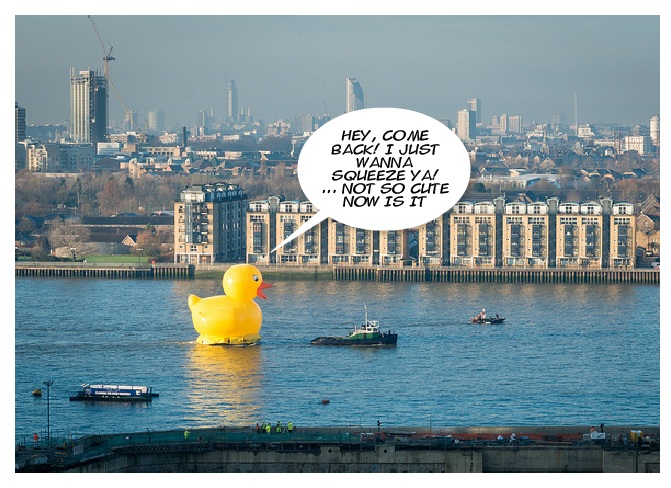 HEY, COME
BACK! I JUST
WANNA
SQUEEZE YA!
... NOT SO CUTE
NOW IS IT